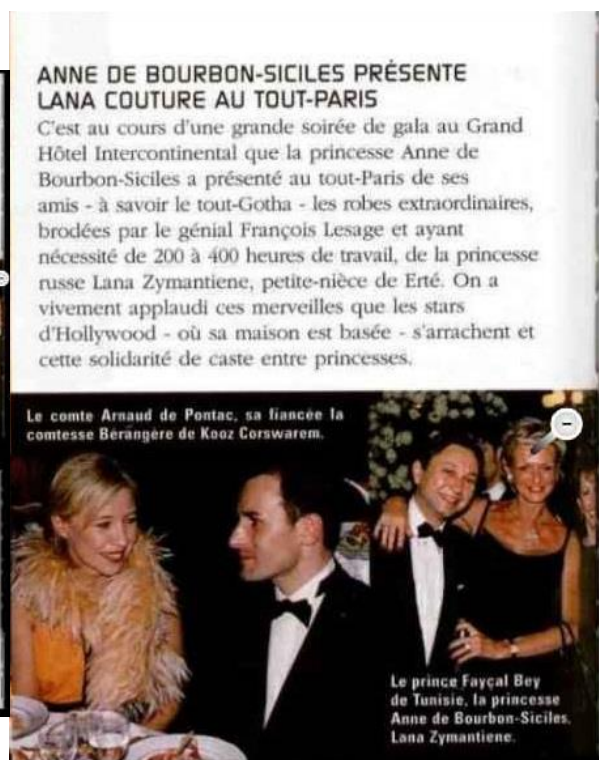 ANNE DE BOURBON-SICILES PRÉSENTE
LANA COUTURE AU TOUT-PARIS
C'est au cours d'une grande soirée de gala au Grand
Hôtel Intercontinental que la princesse Anne de
Bourbon-Siciles a présenté au tout-Paris de ses
amis - à savoir le tout-Gotha - les robes extraordinaires,
brodées par le génial François Lesage et ayant
nécessité de 200 à 400 heures de travail, de la princesse
russe Lana Zymantiene, petite-nièce de Erté. On a
vivement applaudi ces merveilles que les stars
d'Hollywood - où sa maison est basée - s'arrachent et
cette solidarité de caste entre princesses.
Le comte Arnaud de Pontac, sa fiancée la
comtesse Bérangère de Kooz Corswarem.
Le prince Fayçal Bey
de Tunisie, la princesse
Anne de Bourbon-Siciles,
Lana Zymantiene.